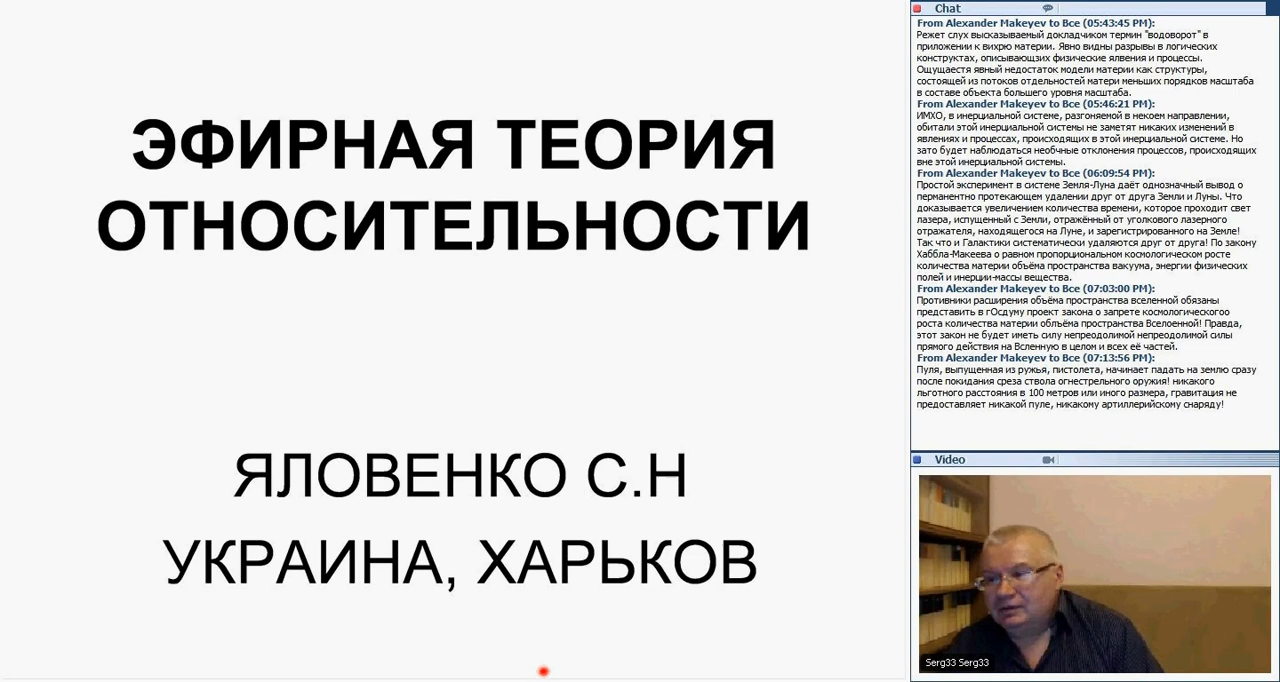 ЭФИРНАЯ ТЕОРИЯ
ОТНОСИТЕЛЬНОСТИ
ЯЛОВЕНКО С.Н
УКРАИНА, ХАРЬКОВ
Chat
From Alexander Makeyev to Все (05:43:45 PM):
Режет слух высказываемый докладчиком термин "водоворот" в
приложении к вихрю материи. Явно видны разрывы в логических
конструктах, описывающзих физические ялвения и процессы.
Ощущаестя явный недостаток модели материи как структуры,
состоящей из потоков отдельностей матери меньших порядков масштаба
в составе объекта большего уровня масштаба.
From Alexander Makeyev to Все (05:46:21 PM):
ИМХО, в инерциальной системе, разгоняемой в некоем направлении,
обитали этой инерциальной системы не заметят никаких изменений в
явлениях и процессах, происходящих в этой инерциальной системе. Но
зато будет наблюдаться необчные отклонения процессов, происходящих
вне этой инерциальной системы.
From Alexander Makeyev to Все (06:09:54 PM):
Простой эксперимент в системе Земля-Луна даёт однозначный вывод о
перманентно протекающем удалении друг от друга Земли и Луны. Что
доказывается увеличением количества времени, которое проходит свет
лазера, испущенный с Земли, отражённый от уголкового лазерного
отражателя, находящегося на Луне, и зарегистрированного на Земле!
Так что и Галактики систематически удаляются друг от друга! По закону
Хаббла-Макеева о равном пропорциональном космологическом росте
количества материи объёма пространства вакуума, энергии физических
полей и инерции-массы вещества.
From Alexander Makeyev to Все (07:03:00 PM):
Противники расширения объёма пространства вселенной обязаны
представить в гОсдуму проект закона о запрете космологическогоо
роста количества материи облъёма пространства Вселоенной! Правда,
этот закон не будет иметь силу непреодолимой непреодолимой силы
прямого действия на Всленную в целом и всех её частей.
From Alexander Makeyev to Все (07:13:56 PM):
Пуля, выпущенная из ружья, пистолета, начинает падать на землю сразу
после покидания среза ствола огнестрельного оружия! никакого
льготного расстояния в 100 метров или иного размера, гравитация не
предоставляет никакой пуле, никакому артиллерийскому снаряду!
Video
Serg33 Serg33